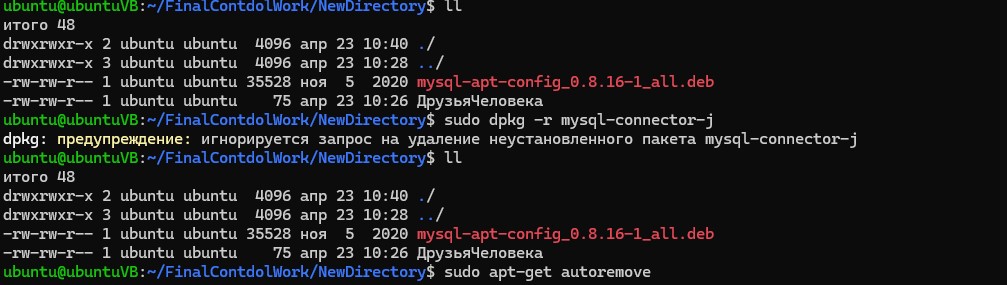 ubuntu@ubuntuVB:~/FinalContdolWork/NewDirectory$ ll
итого 48
drwxrwxr-x 2 ubuntu ubuntu  4096 апр 23 10:40 ./
drwxrwxr-x 3 ubuntu ubuntu  4096 апр 23 10:28 ../
-rw-rw-r-- 1 ubuntu ubuntu 35528 ноя  5  2020 mysql-apt-config_0.8.16-1_all.deb
-rw-rw-r-- 1 ubuntu ubuntu    75 апр 23 10:26 ДрузьяЧеловека
ubuntu@ubuntuVB:~/FinalContdolWork/NewDirectory$ sudo dpkg -r mysql-connector-j
dpkg: предупреждение: игнорируется запрос на удаление неустановленного пакета mysql-connector-j
ubuntu@ubuntuVB:~/FinalContdolWork/NewDirectory$ ll
итого 48
drwxrwxr-x 2 ubuntu ubuntu  4096 апр 23 10:40 ./
drwxrwxr-x 3 ubuntu ubuntu  4096 апр 23 10:28 ../
-rw-rw-r-- 1 ubuntu ubuntu 35528 ноя  5  2020 mysql-apt-config_0.8.16-1_all.deb
-rw-rw-r-- 1 ubuntu ubuntu    75 апр 23 10:26 ДрузьяЧеловека
ubuntu@ubuntuVB:~/FinalContdolWork/NewDirectory$ sudo apt-get autoremove